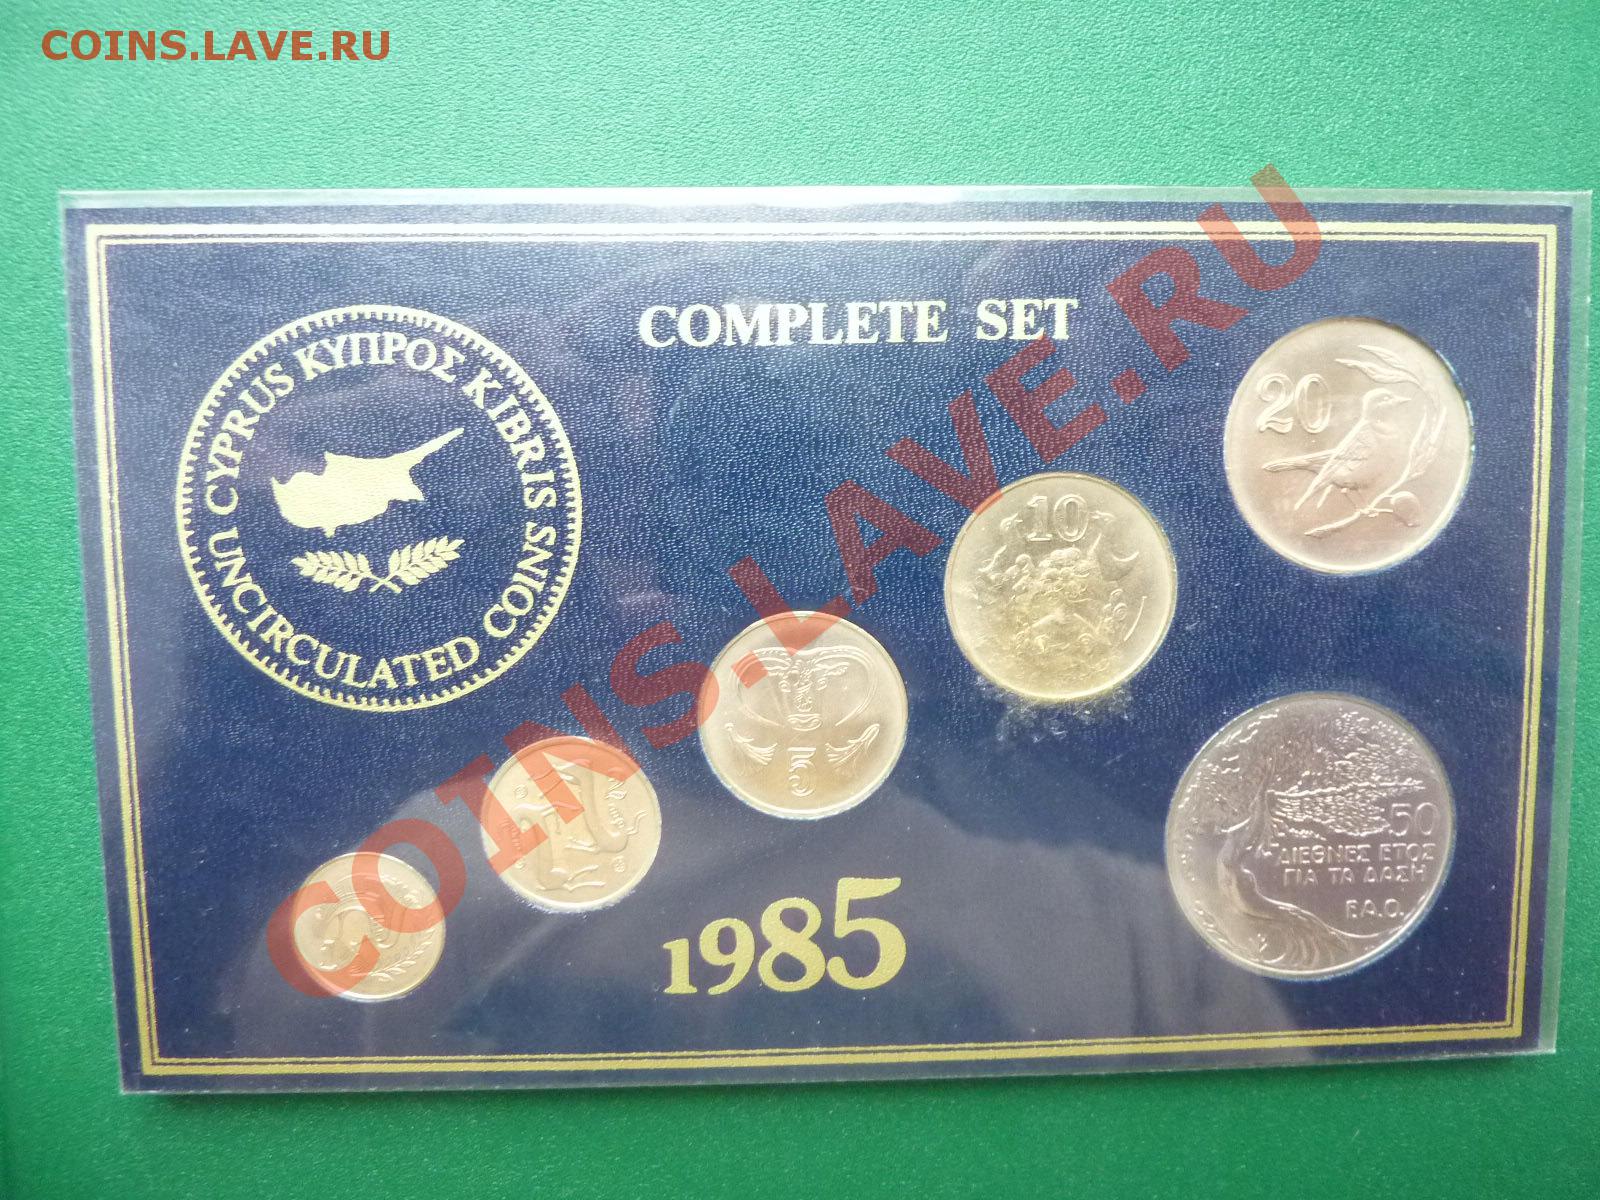 COINS.LAVE.RU
COMPLETE SET
CYPRUS ΚΥΠΡΟΣ KIBRIS
UNCIRCULATED COINS
20
10
5
50
ΔΙΕΘΝΕΣ ΕΤΟΣ
ΓΙΑ ΤΑ ΔΑΣΗ
F.A.O.
1985
COINS.LAVE.RU